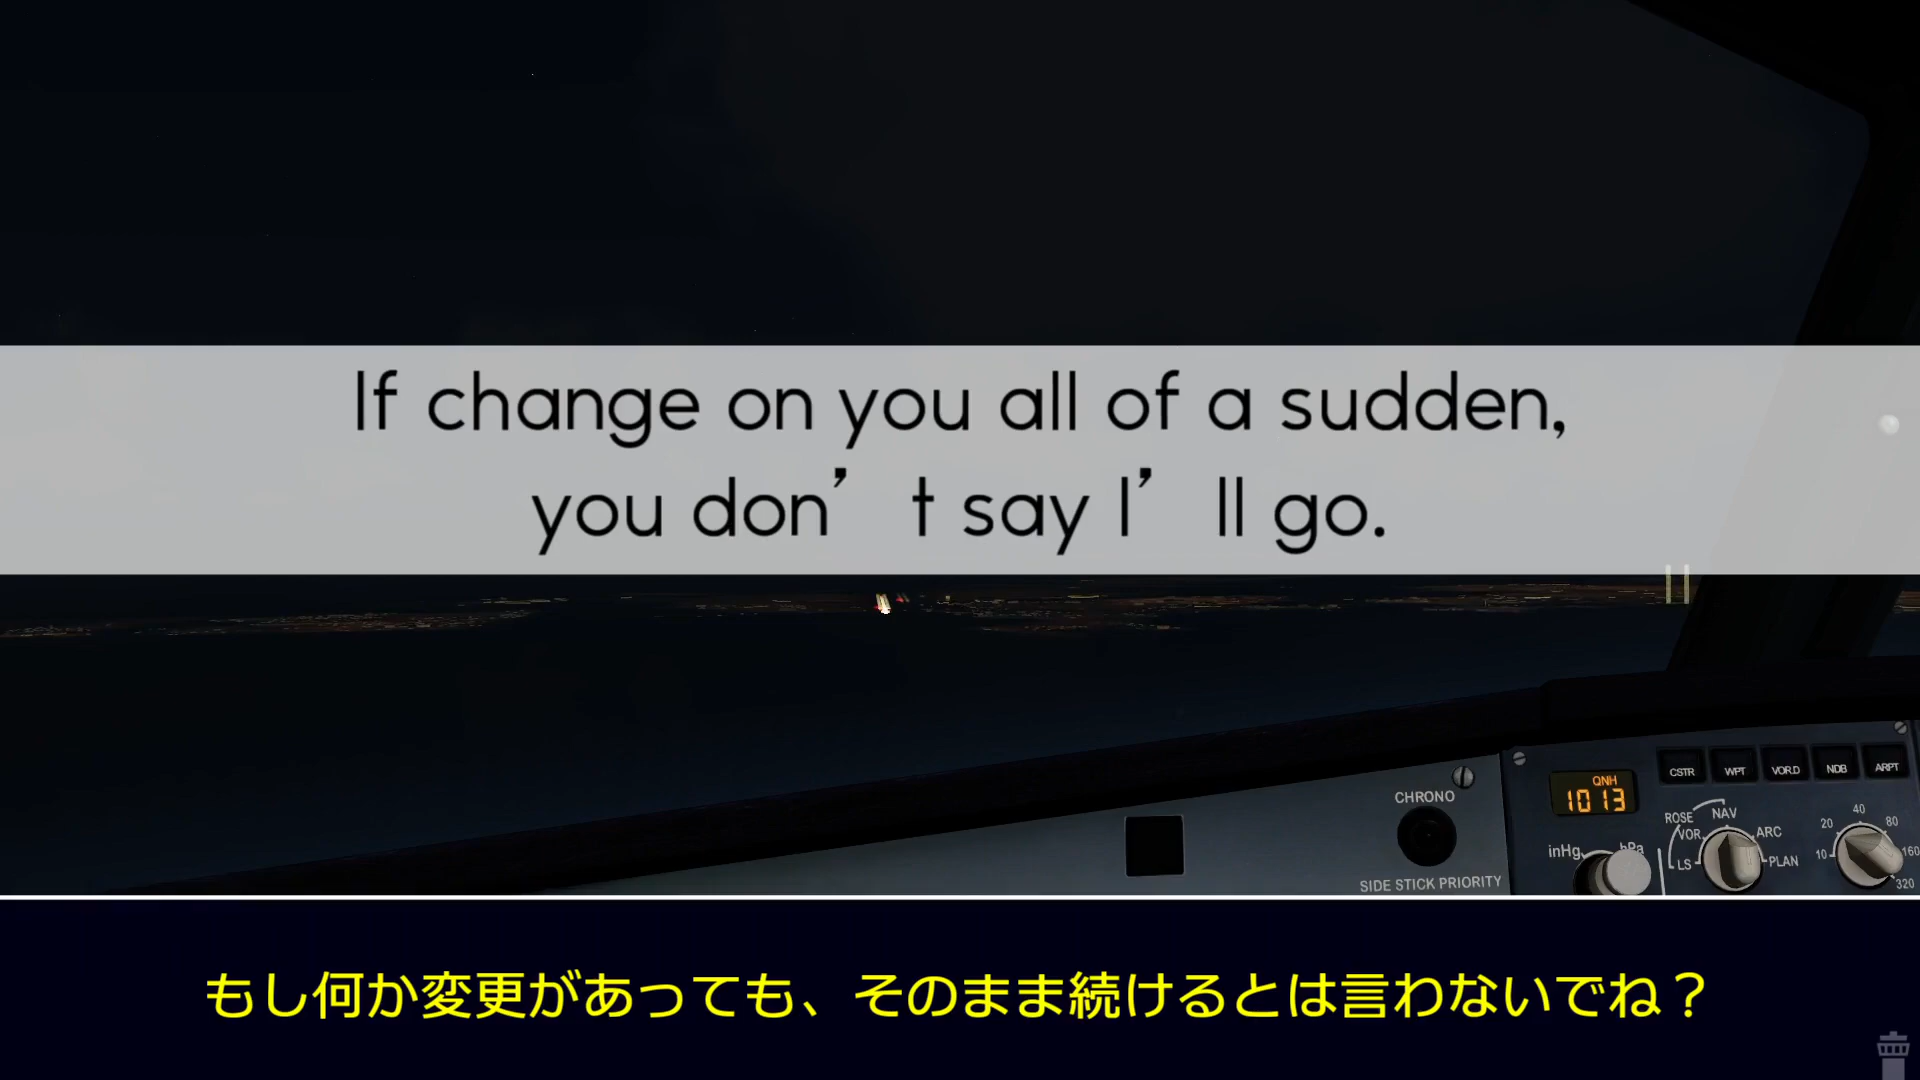 If change on you all of a sudden,
you don’t say I’ll go.
CHRONO
SIDE STICK PRIORITY
QNH
1013
inHg
hPa
CSTR WPT VOR.D NDB ARPT
ROSE
VOR
LS
NAV
ARC
PLAN
10 20 40 80 160 320
もし何か変更があっても、そのまま続けるとは言わないでね？